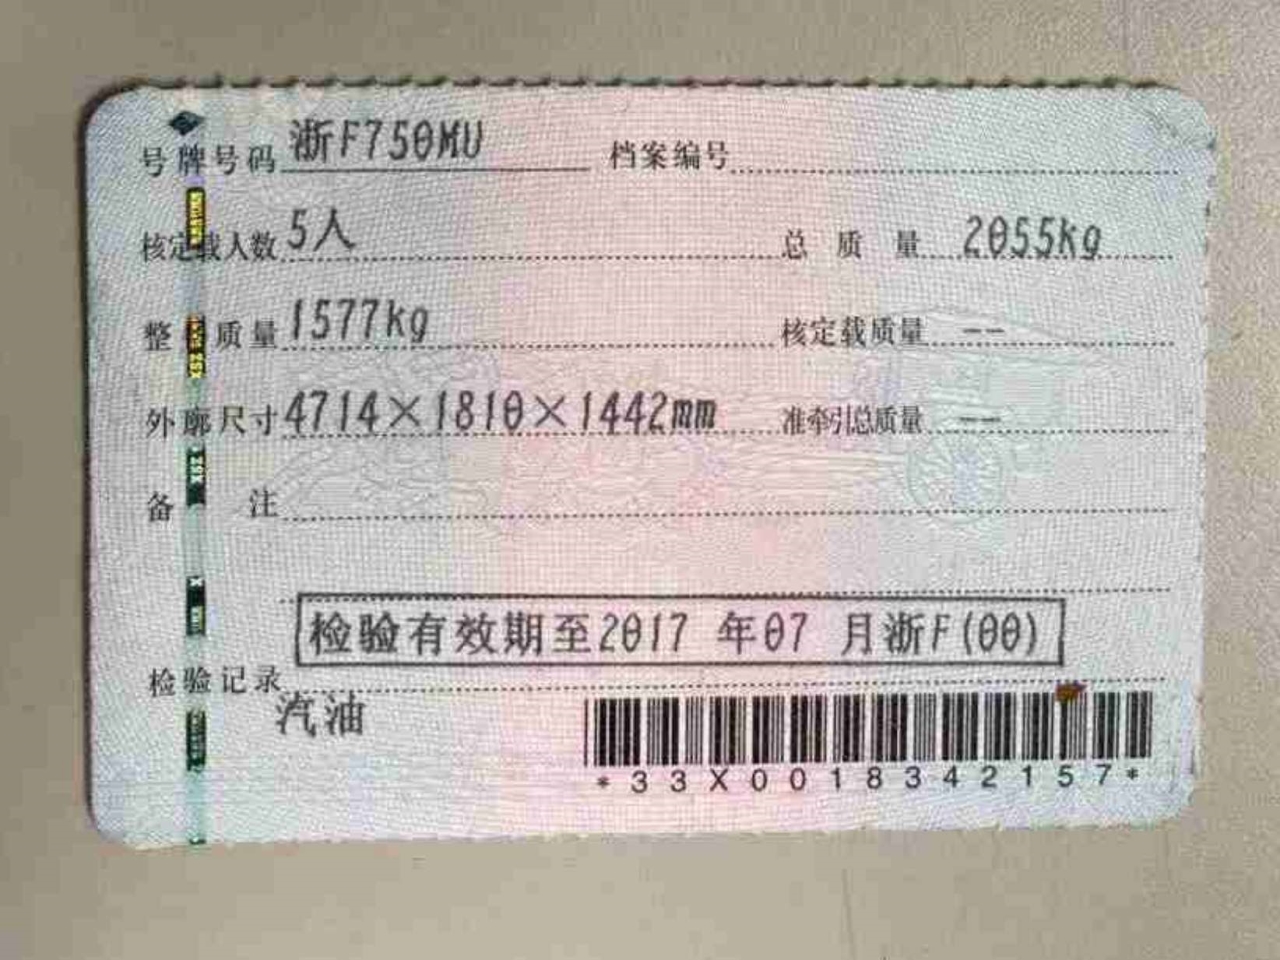 号牌号码 浙F750MU 档案编号
核定载人数 5人 总质量 2055kg
整 质量 1577kg 核定载质量 --
外廓尺寸 4714×1810×1442mm 准牵引总质量 --
备注
检验有效期至2017 年07 月浙F(00)
检验记录
汽油
*33X0018342157*